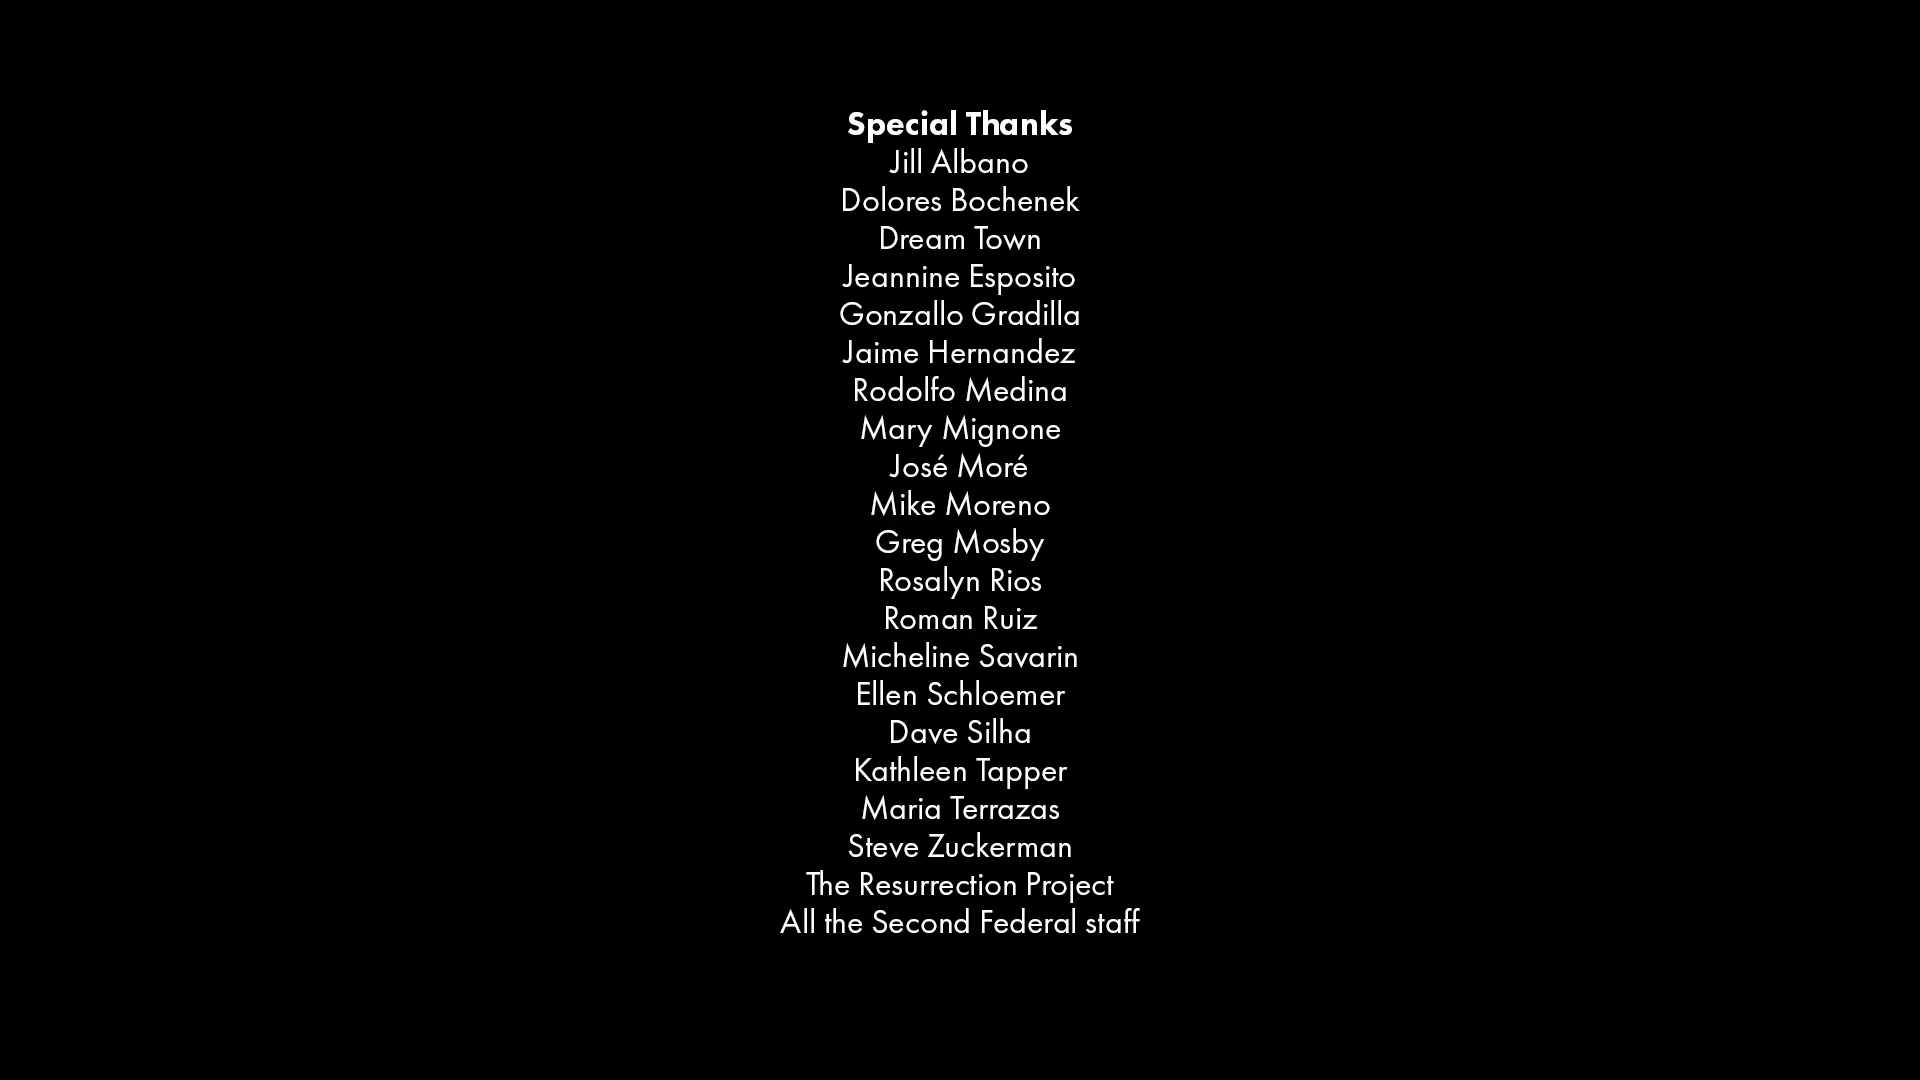 Special Thanks
Jill Albano
Dolores Bochenek
Dream Town
Jeannine Esposito
Gonzallo Gradilla
Jaime Hernandez
Rodolfo Medina
Mary Mignone
José Moré
Mike Moreno
Greg Mosby
Rosalyn Rios
Roman Ruiz
Micheline Savarin
Ellen Schloemer
Dave Silha
Kathleen Tapper
Maria Terrazas
Steve Zuckerman
The Resurrection Project
All the Second Federal staff